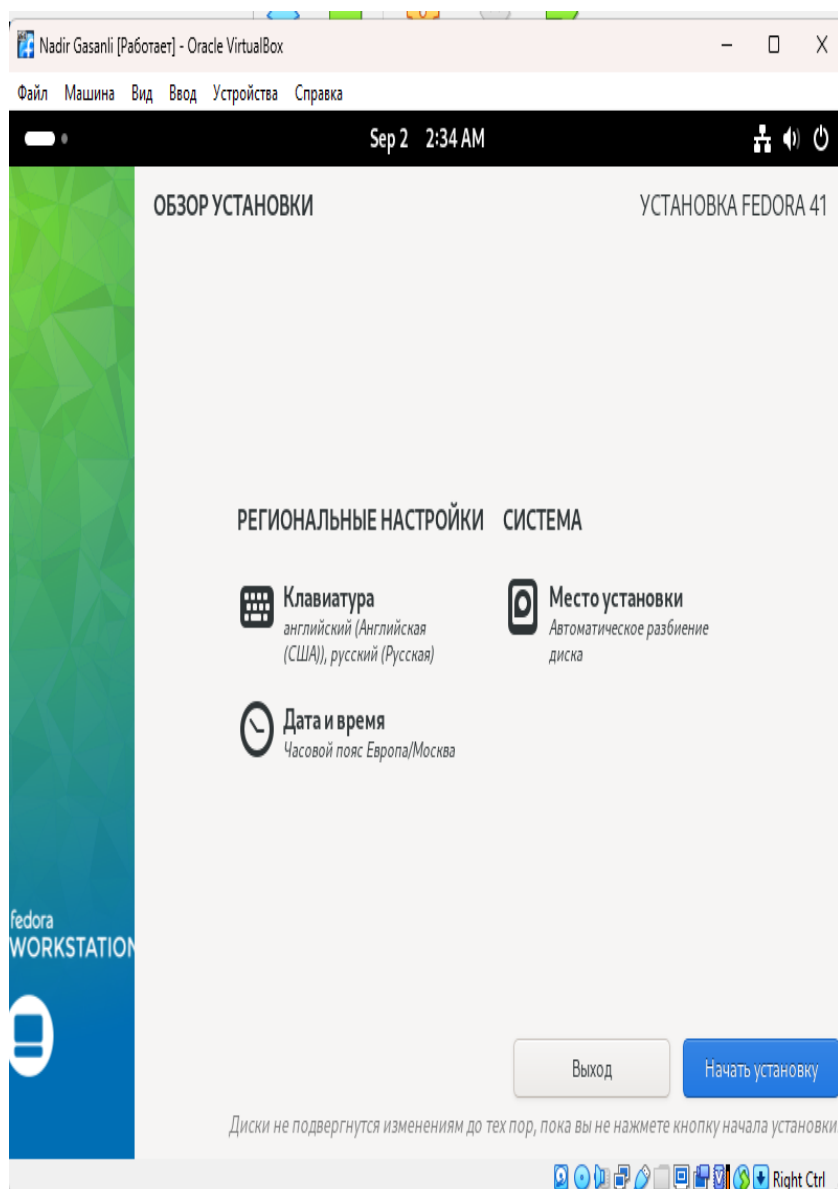 Nadir Gasanli [Работает] - Oracle VirtualBox
Файл Машина Вид Ввод Устройства Справка
Sep 2 2:34 AM
ОБЗОР УСТАНОВКИ
УСТАНОВКА FEDORA 41
РЕГИОНАЛЬНЫЕ НАСТРОЙКИ
Клавиатура
английский (Английская
(США)), русский (Русская)
Дата и время
Часовой пояс Европа/Москва
СИСТЕМА
Место установки
Автоматическое разбиение
диска
fedora
WORKSTATION
Выход
Начать установку
Диски не подвергнутся изменениям до тех пор, пока вы не нажмете кнопку начала установки
Right Ctrl